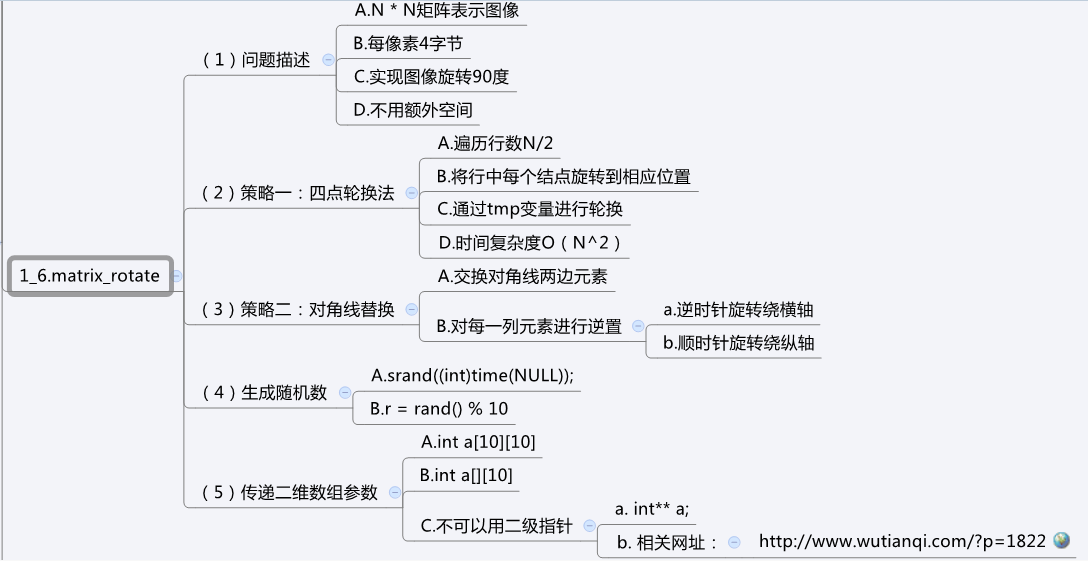 1_6.matrix_rotate
（1）问题描述
A.N * N矩阵表示图像
B.每像素4字节
C.实现图像旋转90度
D.不用额外空间
（2）策略一：四点轮换法
A.遍历行数N/2
B.将行中每个结点旋转到相应位置
C.通过tmp变量进行轮换
D.时间复杂度O（N^2）
（3）策略二：对角线替换
A.交换对角线两边元素
B.对每一列元素进行逆置
a.逆时针旋转绕横轴
b.顺时针旋转绕纵轴
（4）生成随机数
A.srand((int)time(NULL));
B.r = rand() % 10
（5）传递二维数组参数
A.int a[10][10]
B.int a[][10]
C.不可以用二级指针
a. int** a;
b. 相关网址：
http://www.wutianqi.com/?p=1822